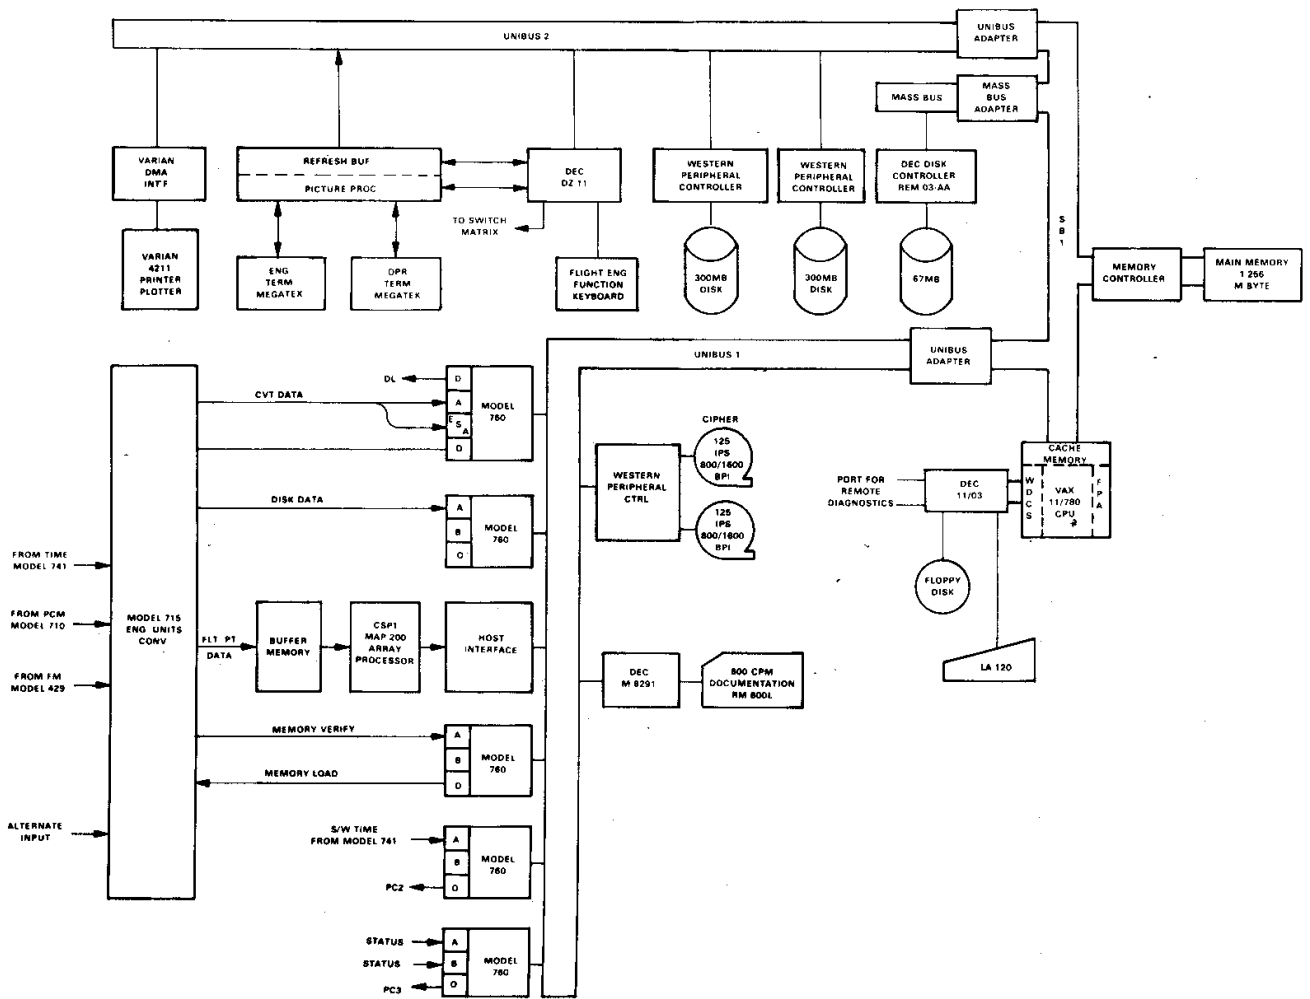 UNIBUS 2
UNIBUS
ADAPTER
MASS BUS
MASS
BUS
ADAPTER
VARIAN
DMA
INT'F
REFRESH BUF
PICTURE PROC
DEC
DZ 11
WESTERN
PERIPHERAL
CONTROLLER
WESTERN
PERIPHERAL
CONTROLLER
DEC DISK
CONTROLLER
REM 03-AA
TO SWITCH
MATRIX
VARIAN
4211
PRINTER
PLOTTER
ENG
TERM
MEGATEK
DPR
TERM
MEGATEK
FLIGHT ENG
FUNCTION
KEYBOARD
300MB
DISK
300MB
DISK
67MB
SB1
MEMORY
CONTROLLER
MAIN MEMORY
1 256
M BYTE
UNIBUS 1
UNIBUS
ADAPTER
DL
CVT DATA
D
A
ESA
D
MODEL
760
DISK DATA
A
B
O
MODEL
760
CIPHER
125
IPS
800/1600
BPI
WESTERN
PERIPHERAL
CTRL
125
IPS
800/1600
BPI
CACHE
MEMORY
PORT FOR
REMOTE
DIAGNOSTICS
DEC
11/03
WDCS
VAX
11/780
CPU
FPA
FLOPPY
DISK
LA 120
FROM TIME
MODEL 741
FROM PCM
MODEL 710
FROM FM
MODEL 429
ALTERNATE
INPUT
MODEL 715
ENG UNITS
CONV
FLT PT
DATA
BUFFER
MEMORY
CSP1
MAP 200
ARRAY
PROCESSOR
HOST
INTERFACE
DEC
M 8291
800 CPM
DOCUMENTATION
RM 600L
MEMORY VERIFY
MEMORY LOAD
A
B
D
MODEL
760
S/W TIME
FROM MODEL 741
PC2
A
B
O
MODEL
760
STATUS
STATUS
PC3
A
B
O
MODEL
760